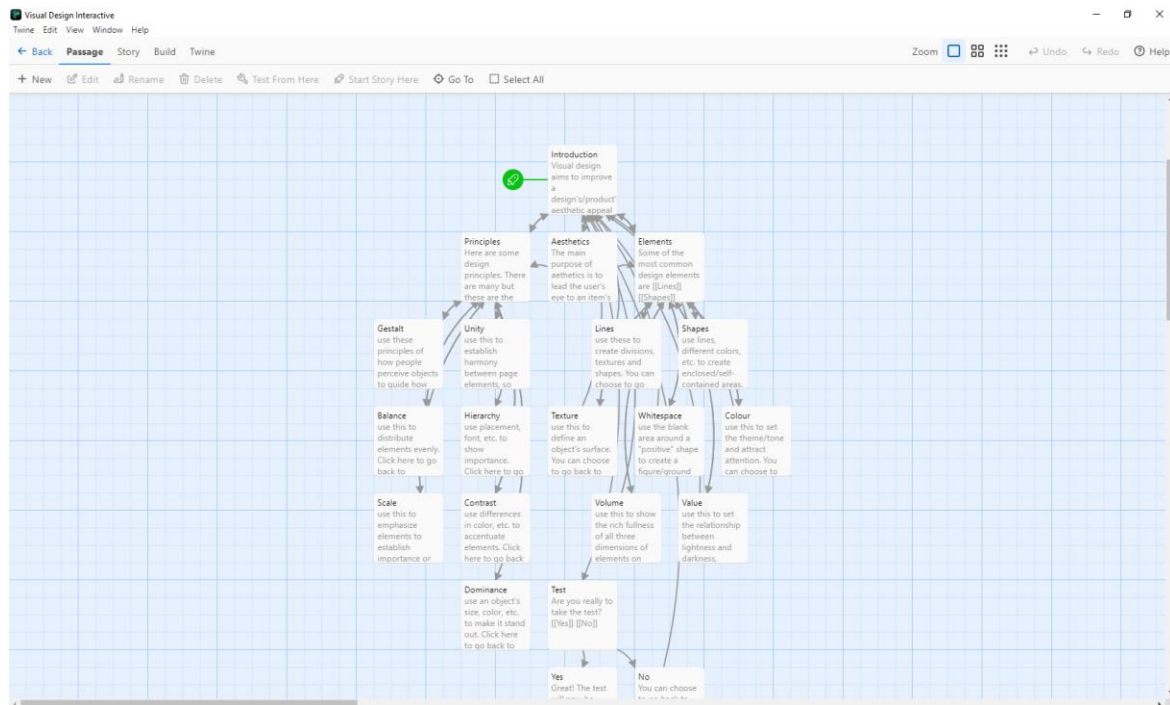 Visual Design Interactive
Twine Edit View Window Help
Back Passage Story Build Twine
Zoom Undo Redo Help
New Edit Rename Delete Test From Here Start Story Here Go To Select All
Introduction
Visual design
aims to improve
a
design's/product'
aesthetic appeal
Principles
Here are some
design
principles. There
are many but
these are the
Aesthetics
The main
purpose of
aethetics is to
lead the user's
eye to an item's
Elements
Some of the
most common
design elements
are [[Lines]]
[[Shapes]]
Gestalt
use these
principles of
how people
perceive objects
to guide how
Unity
use this to
establish
harmony
between page
elements, so
Lines
use these to
create divisions,
textures and
shapes. You can
choose to go
Shapes
use lines,
different colors,
etc. to create
enclosed/self-
contained areas.
Balance
use this to
distribute
elements evenly.
Click here to go
back to
Hierarchy
use placement,
font, etc. to
show
importance.
Click here to go
Texture
use this to
define an
object's surface.
You can choose
to go back to
Whitespace
use the blank
area around a
"positive" shape
to create a
figure/ground
Colour
use this to set
the theme/tone
and attract
attention. You
can choose to
Scale
use this to
emphasize
elements to
establish
importance or
Contrast
use differences
in color, etc. to
accentuate
elements. Click
here to go back
Volume
use this to show
the rich fullness
of all three
dimensions of
elements on
Value
use this to set
the relationship
between
lightness and
darkness,
Dominance
use an object's
size, color, etc.
to make it stand
out. Click here
to go back to
Test
Are you really to
take the test?
[[Yes]] [[No]]
Yes
Great! The test
No
You can choose